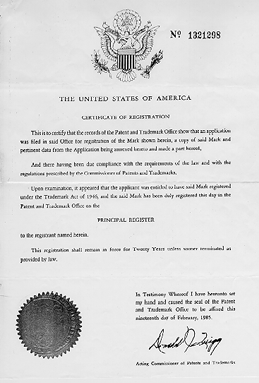 Nº 1321298
THE UNITED STATES OF AMERICA
CERTIFICATE OF REGISTRATION
This is to certify that the records of the Patent and Trademark Office show that an application
was filed in said Office for registration of the Mark shown herein, a copy of said Mark and
pertinent data from the Application being annexed hereto and made a part hereof,
And there having been due compliance with the requirements of the law and with the
regulations prescribed by the Commissioner of Patents and Trademarks,
Upon examination, it appeared that the applicant was entitled to have said Mark registered
under the Trademark Act of 1946, and the said Mark has been duly registered this day in the
Patent and Trademark Office on the
PRINCIPAL REGISTER
to the registrant named herein.
This registration shall remain in force for Twenty Years unless sooner terminated as
provided by law.
In Testimony Whereof I have hereunto set
my hand and caused the seal of the Patent
and Trademark Office to be affixed this
nineteenth day of February, 1985.
Acting Commissioner of Patents and Trademarks